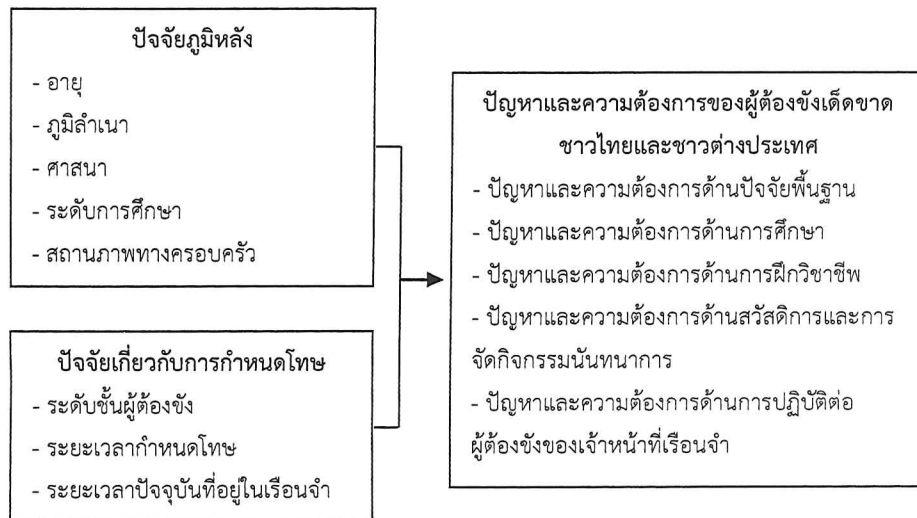 ปัจจัยภูมิหลัง
- อายุ
- ภูมิลำเนา
- ศาสนา
- ระดับการศึกษา
- สถานภาพทางครอบครัว
ปัจจัยเกี่ยวกับการกำหนดโทษ
- ระดับชั้นผู้ต้องขัง
- ระยะเวลากำหนดโทษ
- ระยะเวลาปัจจุบันที่อยู่ในเรือนจำ
ปัญหาและความต้องการของผู้ต้องขังเด็ดขาด
ชาวไทยและชาวต่างประเทศ
- ปัญหาและความต้องการด้านปัจจัยพื้นฐาน
- ปัญหาและความต้องการด้านการศึกษา
- ปัญหาและความต้องการด้านการฝึกวิชาชีพ
- ปัญหาและความต้องการด้านสวัสดิการและการ
จัดกิจกรรมนันทนาการ
- ปัญหาและความต้องการด้านการปฏิบัติต่อ
ผู้ต้องขังของเจ้าหน้าที่เรือนจำ